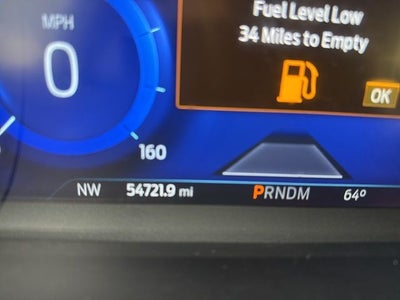 Fuel Level Low
34 Miles to Empty
MPH
0
OK
160
NW 54721.9 mi PRNDM 64°